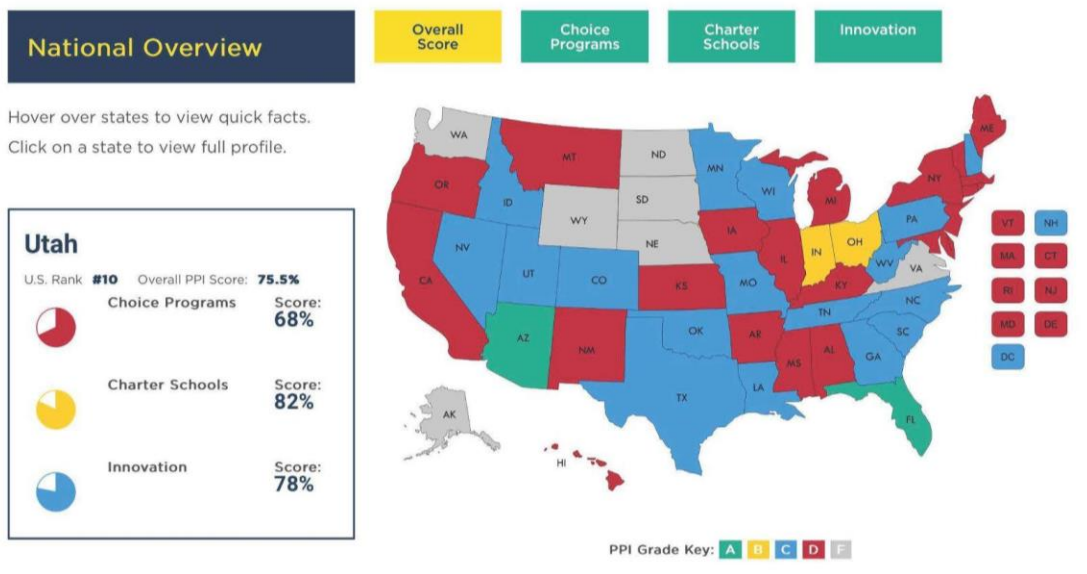 National Overview
Overall
Score
Choice
Programs
Charter
Schools
Innovation
Hover over states to view quick facts.
Click on a state to view full profile.
Utah
U.S. Rank #10 Overall PPI Score: 75.5%
Choice Programs Score:
68%
Charter Schools Score:
82%
Innovation Score:
78%
WA
MT
ND
MN
ME
OR
ID
SD
WI
MI
NY
WY
NE
IA
IL
IN
OH
PA
NV
UT
CO
KS
MO
KY
WV
VA
CA
AZ
NM
OK
AR
TN
NC
SC
MS
AL
GA
TX
LA
FL
AK
HI
VT NH
MA CT
RI NJ
MD DE
DC
PPI Grade Key: A B C D F